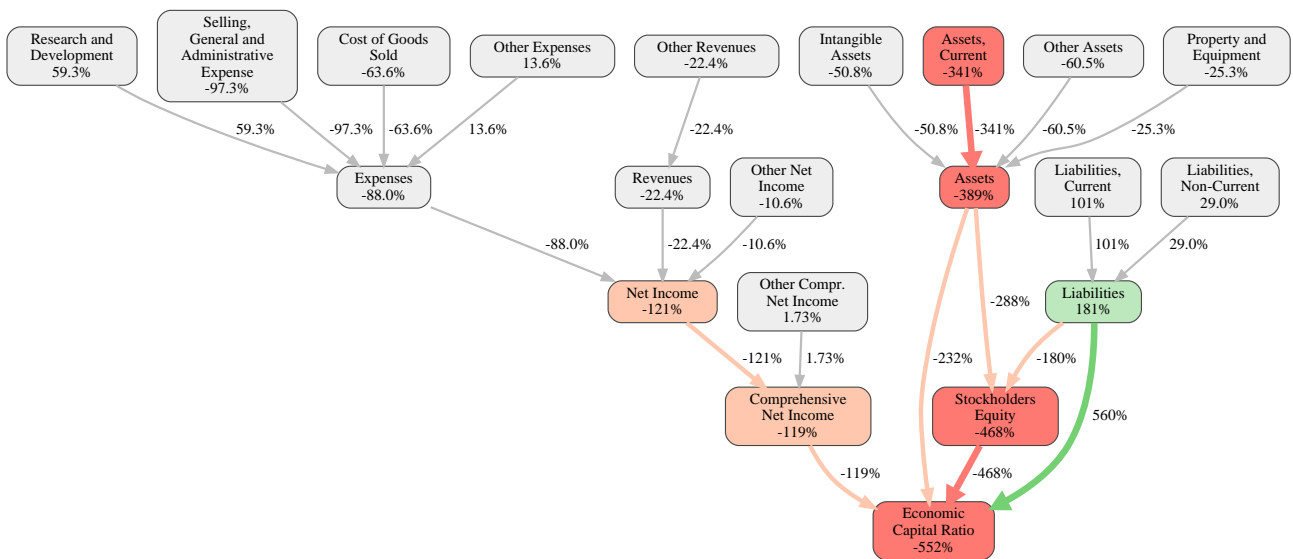 Research and
Development
59.3%
Selling,
General and
Administrative
Expense
-97.3%
Cost of Goods
Sold
-63.6%
Other Expenses
13.6%
Other Revenues
-22.4%
Intangible
Assets
-50.8%
Assets,
Current
-341%
Other Assets
-60.5%
Property and
Equipment
-25.3%
59.3%
-97.3%
-63.6%
13.6%
-22.4%
-50.8%
-341%
-60.5%
-25.3%
Expenses
-88.0%
Revenues
-22.4%
Other Net
Income
-10.6%
Assets
-389%
Liabilities,
Current
101%
Liabilities,
Non-Current
29.0%
-88.0%
-22.4%
-10.6%
101%
29.0%
Net Income
-121%
Other Compr.
Net Income
1.73%
-288%
Liabilities
181%
-121%
1.73%
-232%
-180%
Comprehensive
Net Income
-119%
Stockholders
Equity
-468%
560%
-119%
-468%
Economic
Capital Ratio
-552%